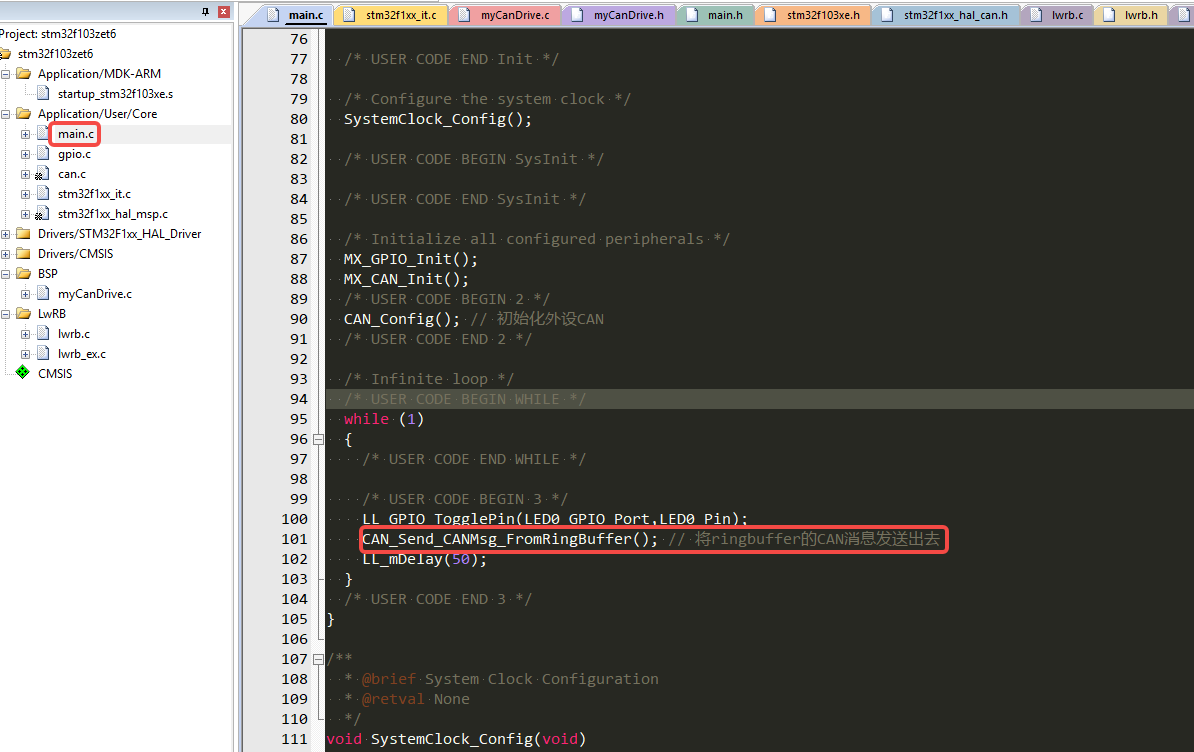 Project: stm32f103zet6
stm32f103zet6
Application/MDK-ARM
startup_stm32f103xe.s
Application/User/Core
main.c
gpio.c
can.c
stm32f1xx_it.c
stm32f1xx_hal_msp.c
Drivers/STM32F1xx_HAL_Driver
Drivers/CMSIS
BSP
myCanDrive.c
LwRB
lwrb.c
lwrb_ex.c
CMSIS
main.c stm32f1xx_it.c myCanDrive.c myCanDrive.h main.h stm32f103xe.h stm32f1xx_hal_can.h lwrb.c lwrb.h
76
77 /* USER CODE END Init */
78
79 /* Configure the system clock */
80 SystemClock_Config();
81
82 /* USER CODE BEGIN SysInit */
83
84 /* USER CODE END SysInit */
85
86 /* Initialize all configured peripherals */
87 MX_GPIO_Init();
88 MX_CAN_Init();
89 /* USER CODE BEGIN 2 */
90 CAN_Config(); // 初始化外设CAN
91 /* USER CODE END 2 */
92
93 /* Infinite loop */
94 /* USER CODE BEGIN WHILE */
95 while (1)
96 {
97 /* USER CODE END WHILE */
98
99 /* USER CODE BEGIN 3 */
100 LL_GPIO_TogglePin(LED0_GPIO_Port,LED0_Pin);
101 CAN_Send_CANMsg_FromRingBuffer(); // 将ringbuffer的CAN消息发送出去
102 LL_mDelay(50);
103 }
104 /* USER CODE END 3 */
105 }
106
107 /**
108 * @brief System Clock Configuration
109 * @retval None
110 */
111 void SystemClock_Config(void)